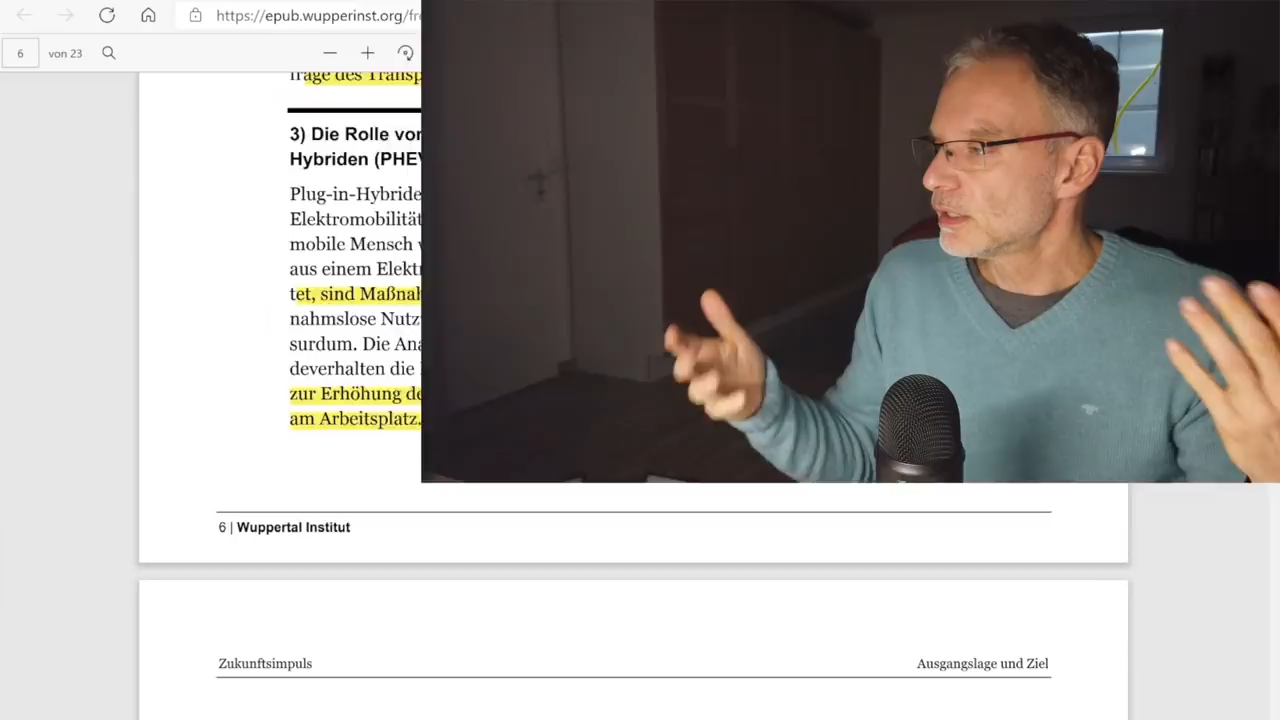 https://epub.wupperinst.org/fr
6 von 23
frage des Transp
3) Die Rolle vor
Hybriden (PHEV
Plug-in-Hybride
Elektromobilität
mobile Mensch
aus einem Elekt
tet, sind Maßnah
nahmslose Nutz
surdum. Die Ana
deverhalten die
zur Erhöhung de
am Arbeitsplatz.
6 | Wuppertal Institut
Zukunftsimpuls
Ausgangslage und Ziel